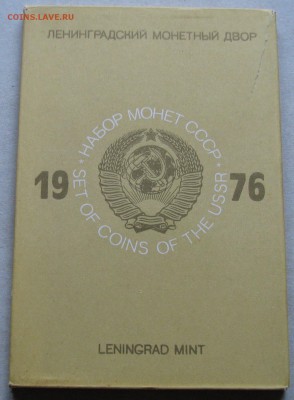 COINS.LAVE.RU
ЛЕНИНГРАДСКИЙ МОНЕТНЫЙ ДВОР
· НАБОР МОНЕТ СССР ·
19 76
SET OF COINS OF THE USSR
LENINGRAD MINT